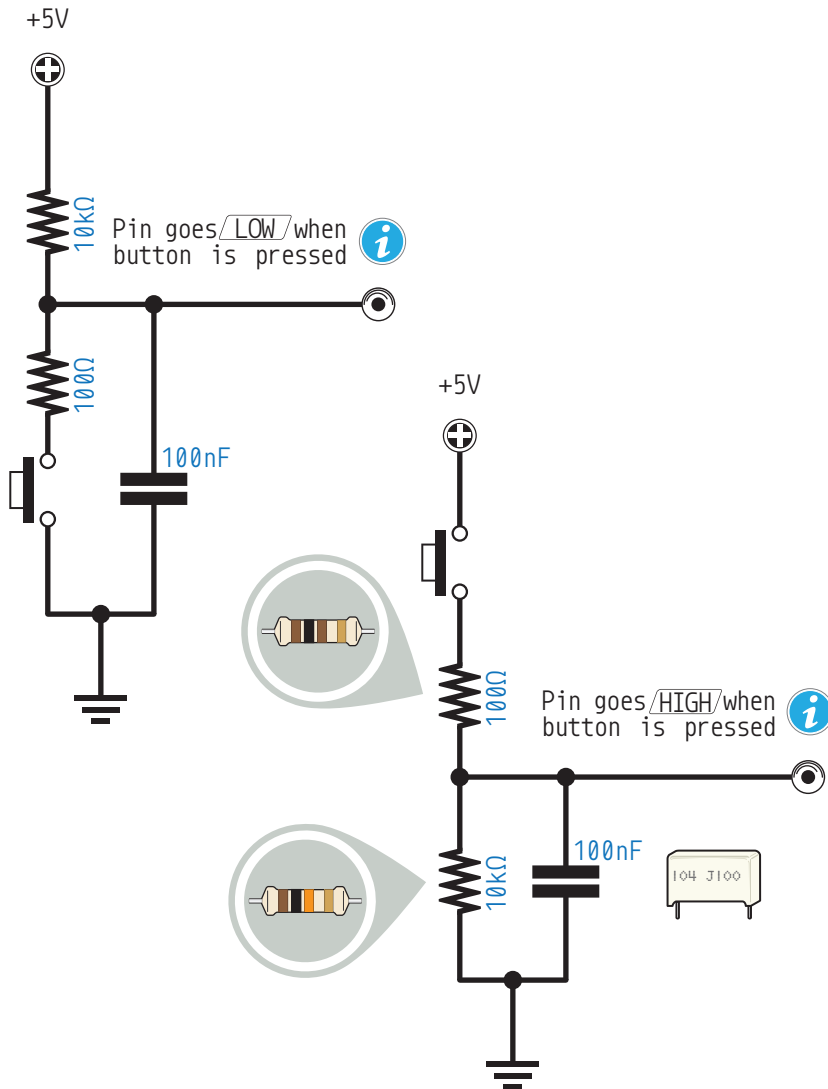 +5V
10kΩ
Pin goes LOW when
button is pressed
i
100Ω
100nF
+5V
100Ω
Pin goes HIGH when
button is pressed
i
10kΩ
100nF
104 J100